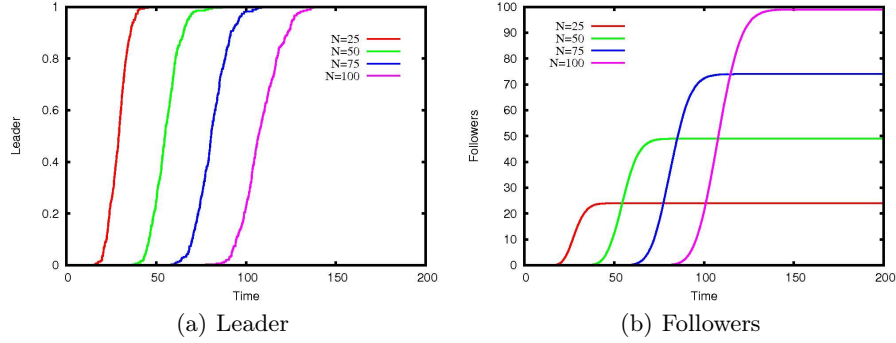 1
0.8
0.6
0.4
0.2
0
Leader
N=25
N=50
N=75
N=100
0 50 100 150 200
Time
(a) Leader
100
90
80
70
60
50
40
30
20
10
0
Followers
N=25
N=50
N=75
N=100
0 50 100 150 200
Time
(b) Followers